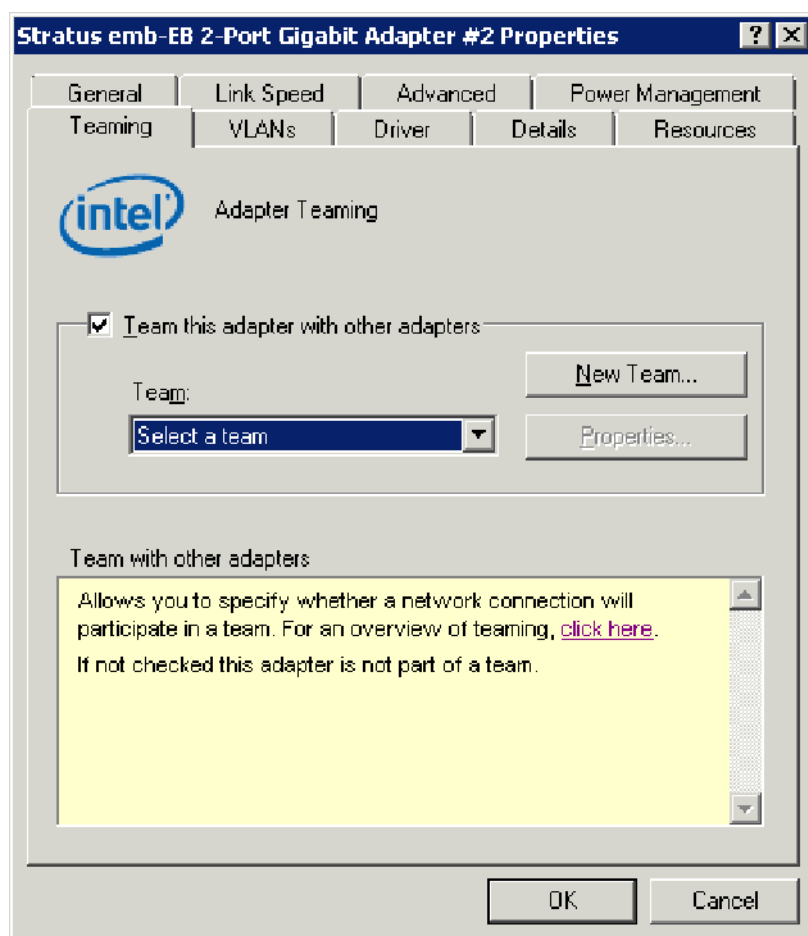 Stratus emb-EB 2-Port Gigabit Adapter #2 Properties
General Link Speed Advanced Power Management
Teaming VLANs Driver Details Resources
intel
Adapter Teaming
Team this adapter with other adapters
New Team...
Team:
Select a team
Properties...
Team with other adapters
Allows you to specify whether a network connection will
participate in a team. For an overview of teaming, click here.
If not checked this adapter is not part of a team.
OK Cancel